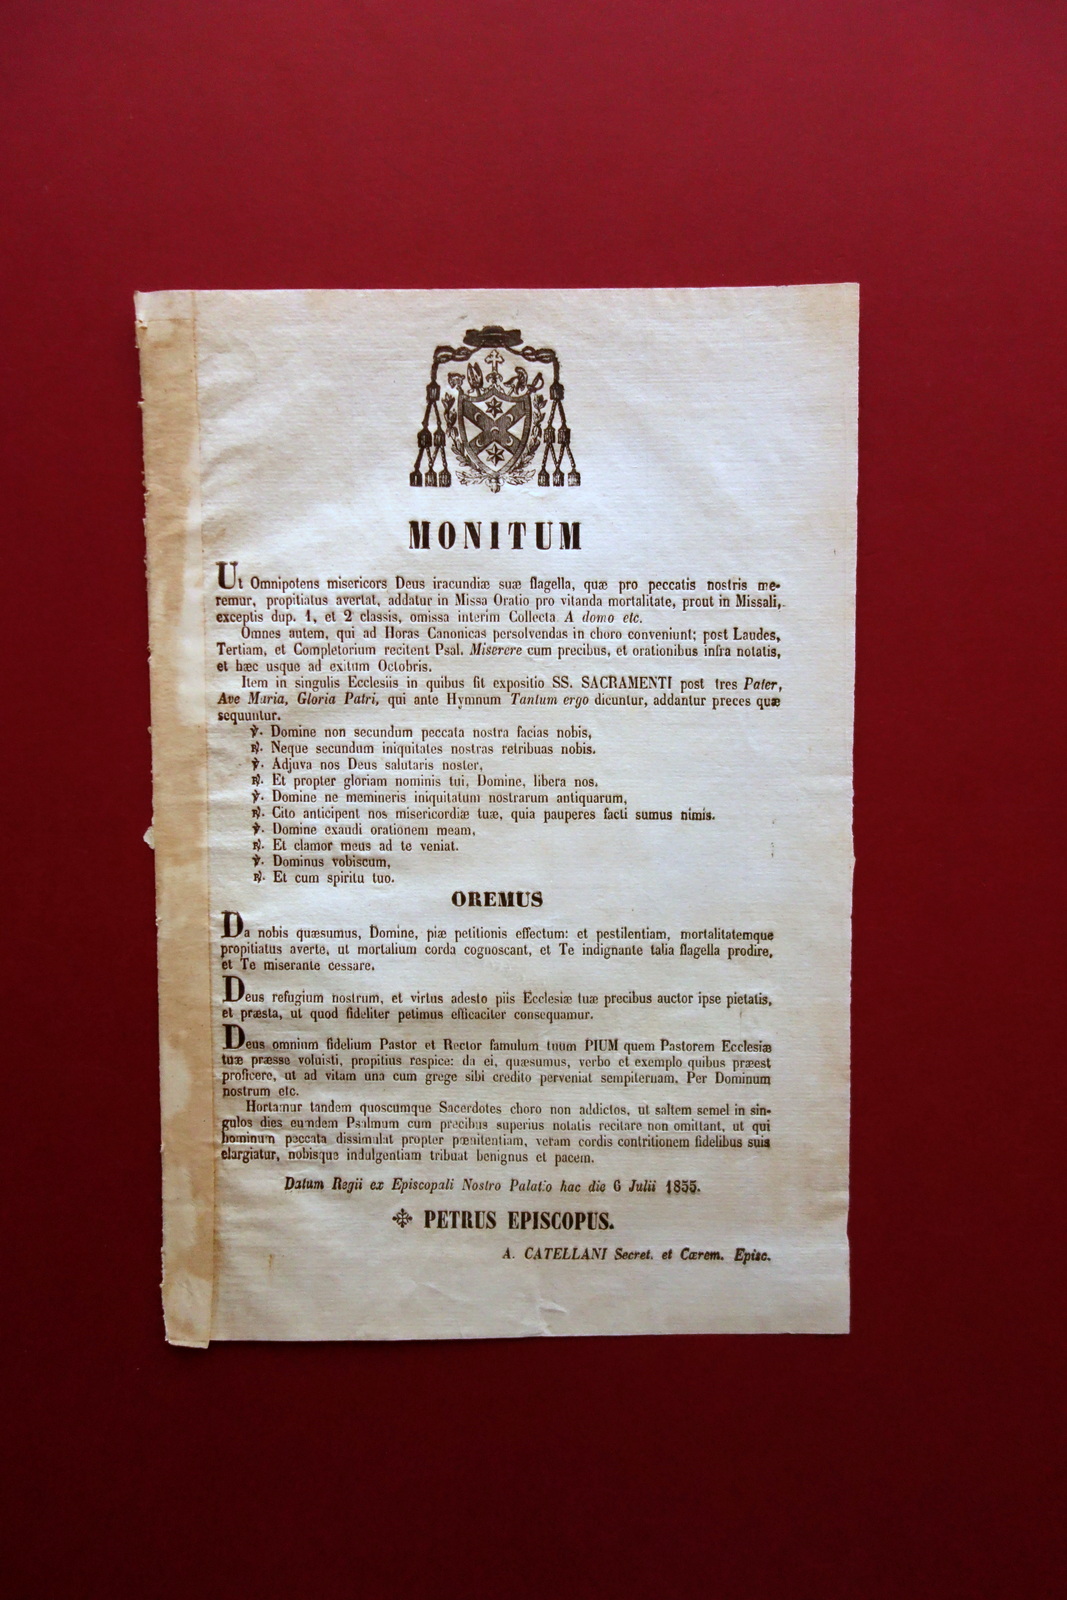 MONITUM
Ut Omnipotens misericors Deus iracundiæ suæ flagella, quæ pro peccatis nostris me-
remur, propitiatus avertat, addatur in Missa Oratio pro vitanda mortalitate, prout in Missali,
exceptis dup. 1, et 2 classis, omissa interim Collecta A domo etc.
Omnes autem, qui ad Horas Canonicas persolvendas in choro conveniunt; post Laudes,
Tertiam, et Completorium recitent Psal. Miserere cum precibus, et orationibus infra notatis,
et hæc usque ad exitum Octobris.
Item in singulis Ecclesiis in quibus fit expositio SS. SACRAMENTI post tres Pater,
Ave Maria, Gloria Patri, qui ante Hymnum Tantum ergo dicuntur, addantur preces quæ
sequuntur.
℣. Domine non secundum peccata nostra facias nobis,
℟. Neque secundum iniquitates nostras retribuas nobis.
℣. Adjuva nos Deus salutaris noster,
℟. Et propter gloriam nominis tui, Domine, libera nos.
℣. Domine ne memineris iniquitatum nostrarum antiquarum,
℟. Cito anticipent nos misericordiæ tuæ, quia pauperes facti sumus nimis.
℣. Domine exaudi orationem meam,
℟. Et clamor meus ad te veniat.
℣. Dominus vobiscum,
℟. Et cum spiritu tuo.
OREMUS
Da nobis quæsumus, Domine, piæ petitionis effectum: et pestilentiam, mortalitatemque
propitiatus averte, ut mortalium corda cognoscant, et Te indignante talia flagella prodire,
et Te miserante cessare.
Deus refugium nostrum, et virtus adesto piis Ecclesiæ tuæ precibus auctor ipse pietatis,
et præsta, ut quod fideliter petimus efficaciter consequamur.
Deus omnium fidelium Pastor et Rector famulum tuum PIUM quem Pastorem Ecclesiæ
tuæ præsse voluisti, propitius respice: da ei, quæsumus, verbo et exemplo quibus præest
proficere, ut ad vitam una cum grege sibi credito perveniat sempiternam. Per Dominum
nostrum etc.
Hortamur tandem quoscumque Sacerdotes choro non addictos, ut saltem semel in sin-
gulos dies eumdem Psalmum cum precibus superius notatis recitare non omittant, ut qui
hominum peccata dissimulat propter pœnitentiam, veram cordis contritionem fidelibus suis
elargiatur, nobisque indulgentiam tribuat benignus et pacem.
Datum Regii ex Episcopali Nostro Palatio hac die 6 Julii 1855.
✠ PETRUS EPISCOPUS.
A. CATELLANI Secret. et Cærem. Episc.